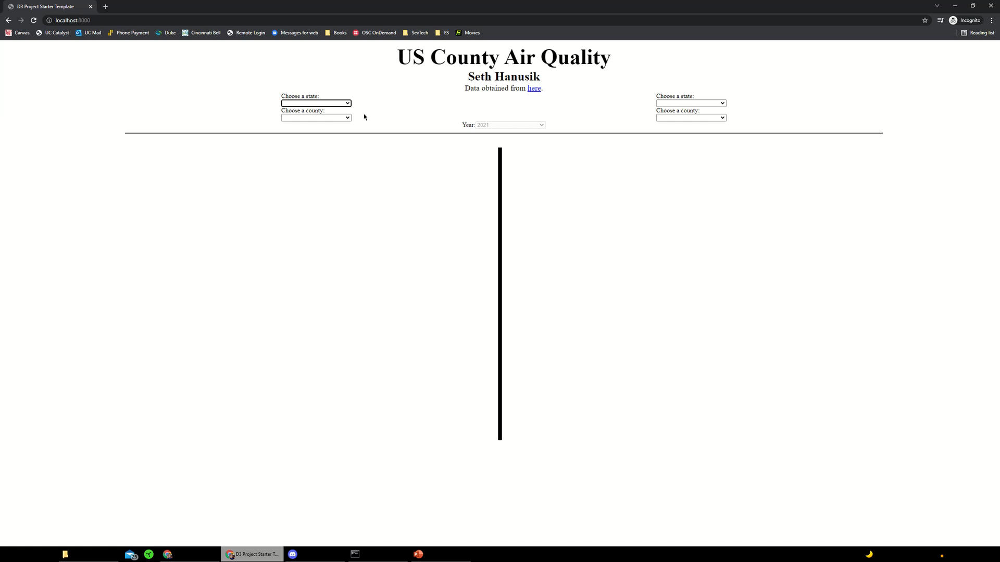 D3 Project Starter Template
localhost:8000
Incognito
Canvas
UC Catalyst
UC Mail
Phone Payment
Duke
Cincinnati Bell
Remote Login
Messages for web
Books
OSC OnDemand
SevTech
ES
Movies
Reading list
US County Air Quality
Seth Hanusik
Data obtained from here.
Choose a state:
Choose a county:
Choose a state:
Choose a county:
Year: 2021
25
D3 Project Starter T...